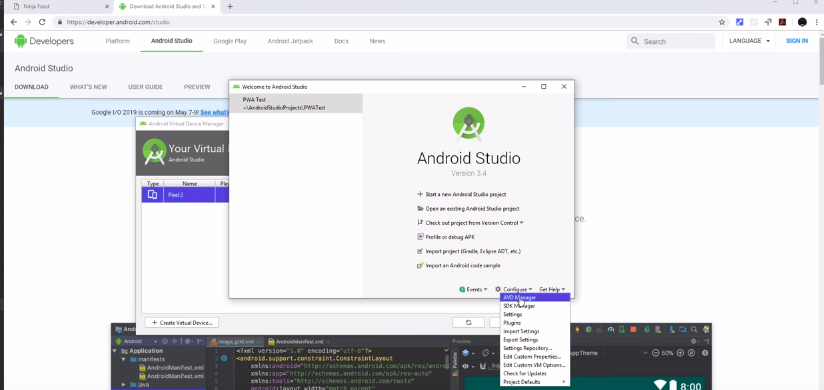 Ninja Food
Download Android Studio and S
https://developer.android.com/studio
Developers
Platform
Android Studio
Google Play
Android Jetpack
Docs
News
Search
LANGUAGE
SIGN IN
Android Studio
DOWNLOAD
WHAT'S NEW
USER GUIDE
PREVIEW
Google I/O 2019 is coming on May 7-9! See what's
Android Virtual Device Manager
Your Virtual
Android Studio
Type
Name
Play
Pixel 2
+ Create Virtual Device...
Welcome to Android Studio
PWA Test
~\AndroidStudioProjects\PWATest
Android Studio
Version 3.4
Start a new Android Studio project
Open an existing Android Studio project
Check out project from Version Control
Profile or debug APK
Import project (Gradle, Eclipse ADT, etc.)
Import an Android code sample
Events
Configure
Get Help
AVD Manager
SDK Manager
Settings
Plugins
Import Settings
Export Settings
Settings Repository...
Edit Custom Properties...
Edit Custom VM Options...
Check for Updates
Project Defaults
ce.
Android
image_grid.xml
AndroidManifest.xml
Preview
Application
manifests
AndroidManifest.xml
AndroidManifest.xml
java
1
2
3
4
5
<?xml version="1.0" encoding="utf-8"?>
<android.support.constraint.ConstraintLayout
xmlns:android="http://schemas.android.com/apk/res/android
xmlns:app="http://schemas.android.com/apk/res-auto"
xmlns:tools="http://schemas.android.com/tools"
android:layout_width="match_parent"
Palette
AppTheme
50%
8:00